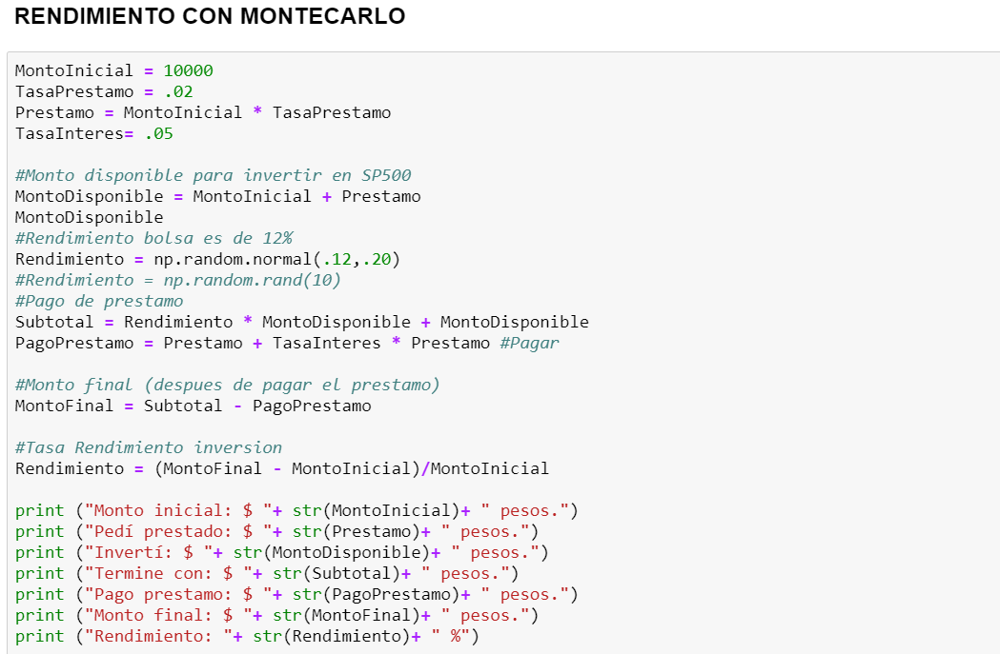 RENDIMIENTO CON MONTECARLO
MontoInicial = 10000
TasaPrestamo = .02
Prestamo = MontoInicial * TasaPrestamo
TasaInteres= .05
#Monto disponible para invertir en SP500
MontoDisponible = MontoInicial + Prestamo
MontoDisponible
#Rendimiento bolsa es de 12%
Rendimiento = np.random.normal(.12,.20)
#Rendimiento = np.random.rand(10)
#Pago de prestamo
Subtotal = Rendimiento * MontoDisponible + MontoDisponible
PagoPrestamo = Prestamo + TasaInteres * Prestamo #Pagar
#Monto final (despues de pagar el prestamo)
MontoFinal = Subtotal - PagoPrestamo
#Tasa Rendimiento inversion
Rendimiento = (MontoFinal - MontoInicial)/MontoInicial
print ("Monto inicial: $ "+ str(MontoInicial)+ " pesos.")
print ("Pedí prestado: $ "+ str(Prestamo)+ " pesos.")
print ("Invertí: $ "+ str(MontoDisponible)+ " pesos.")
print ("Termine con: $ "+ str(Subtotal)+ " pesos.")
print ("Pago prestamo: $ "+ str(PagoPrestamo)+ " pesos.")
print ("Monto final: $ "+ str(MontoFinal)+ " pesos.")
print ("Rendimiento: "+ str(Rendimiento)+ " %")